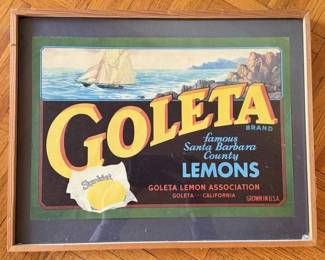 GOLETA
BRAND
famous
Santa Barbara
County
LEMONS
Sunkist
GOLETA LEMON ASSOCIATION
GOLETA - CALIFORNIA
GROWN IN U.S.A.